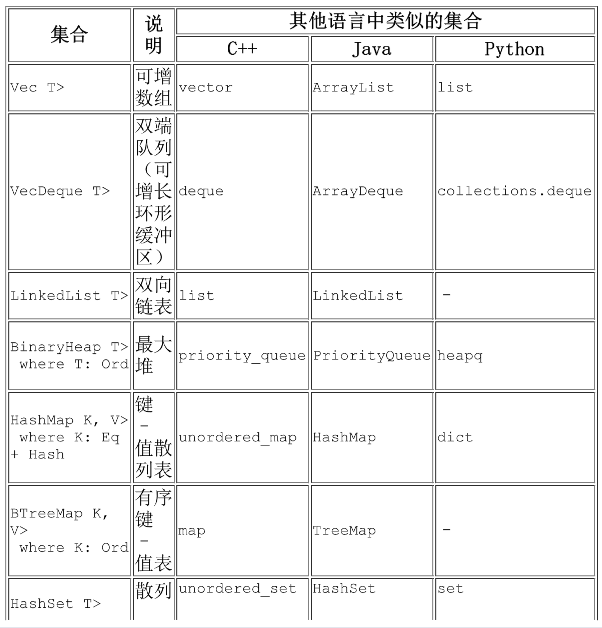 集合 说明 其他语言中类似的集合
C++ Java Python
Vec T> 可增数组 vector ArrayList list
VecDeque T> 双端队列（可增长环形缓冲区） deque ArrayDeque collections.deque
LinkedList T> 双向链表 list LinkedList -
BinaryHeap T> where T: Ord 最大堆 priority_queue PriorityQueue heapq
HashMap K, V> where K: Eq + Hash 键-值散列表 unordered_map HashMap dict
BTreeMap K, V> where K: Ord 有序键-值表 map TreeMap -
HashSet T> 散列 unordered_set HashSet set